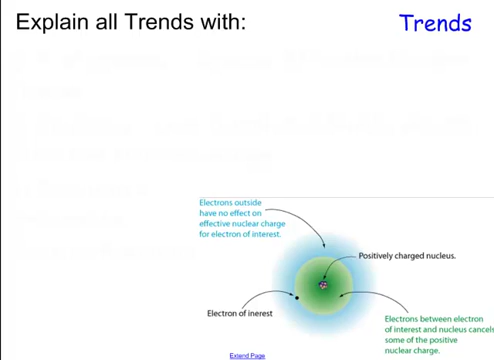 Explain all Trends with:
Trends
Electrons outside
have no effect on
effective nuclear charge
for electron of interest.
Positively charged nucleus.
Electron of inerest
Electrons between electron
of interest and nucleus cancels
some of the positive
nuclear charge.
Extend Page